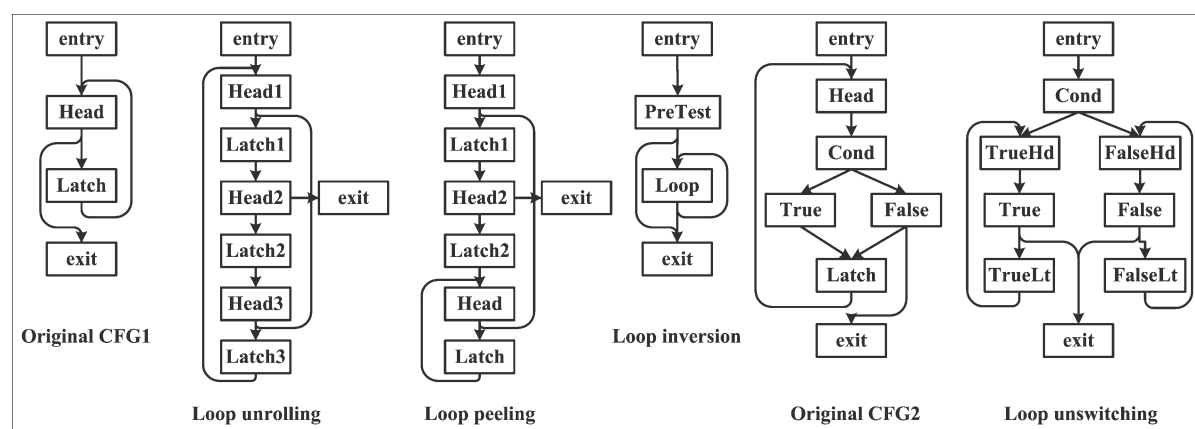 entry
Head
Latch
exit
Original CFG1
entry
Head1
Latch1
Head2
exit
Latch2
Head3
Latch3
Loop unrolling
entry
Head1
Latch1
Head2
exit
Latch2
Head
Latch
Loop peeling
entry
PreTest
Loop
exit
Loop inversion
entry
Head
Cond
True
False
Latch
exit
Original CFG2
entry
Cond
TrueHd
FalseHd
True
False
TrueLt
FalseLt
exit
Loop unswitching